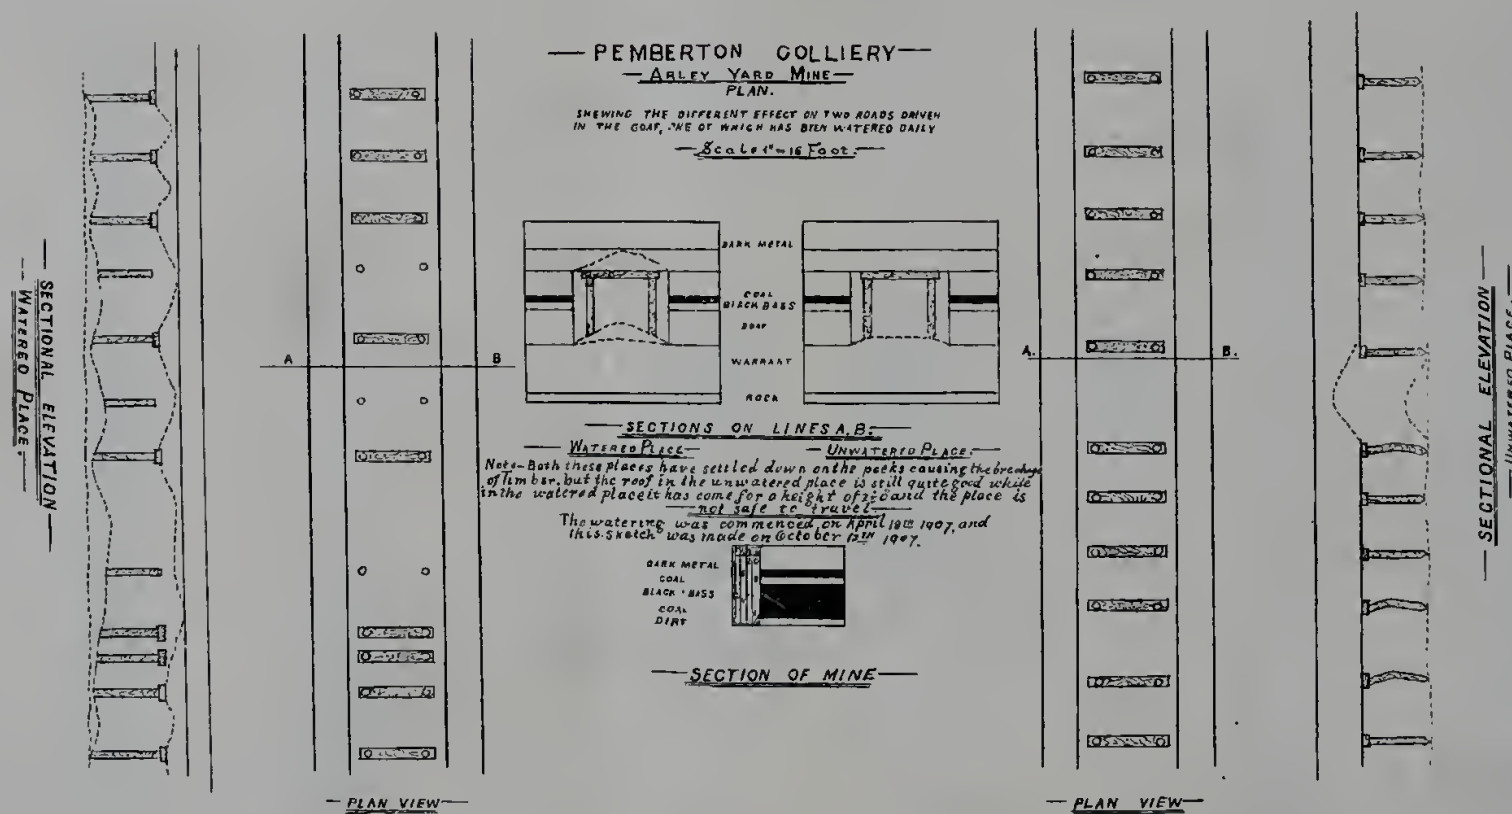 PEMBERTON COLLIERY
ARLEY YARD MINE
PLAN.
SHEWING THE DIFFERENT EFFECT ON TWO ROADS DRIVEN
IN THE GOAF, ONE OF WHICH HAS BEEN WATERED DAILY
Scale 1"=16 Foot.
SECTIONAL ELEVATION
WATERED PLACE
A
B
DARK METAL
COAL
BLACK BASS
GOAF
WARRANT
ROCK
A.
B.
SECTIONS ON LINES A.B.
WATERED PLACE
UNWATERED PLACE.
Note-Both these places have settled down on the packs causing the breakage
of timber, but the roof in the unwatered place is still quite good while
in the watered place it has come for a height of and the place is
not safe to travel
The watering was commenced on April 19th 1907, and
this sketch was made on October 12TH 1907.
DARK METAL
COAL
BLACK BASS
COAL
DIRT
SECTION OF MINE
PLAN VIEW
PLAN VIEW
SECTIONAL ELEVATION
UNWATERED PLACE.